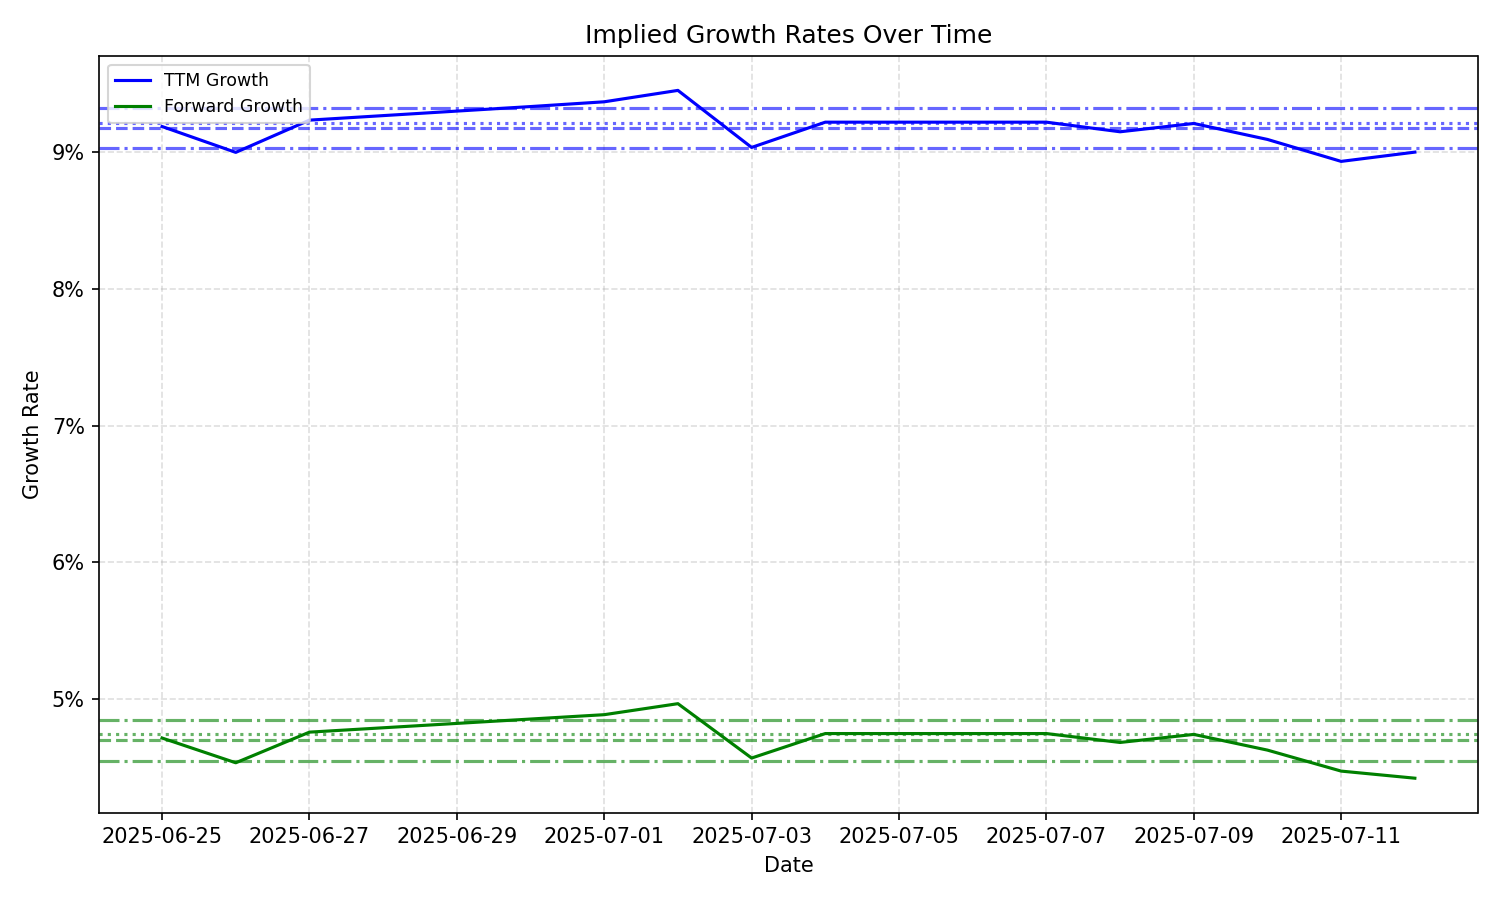 Implied Growth Rates Over Time
TTM Growth
Forward Growth
9%
8%
7%
6%
5%
Growth Rate
2025-06-25 2025-06-27 2025-06-29 2025-07-01 2025-07-03 2025-07-05 2025-07-07 2025-07-09 2025-07-11
Date